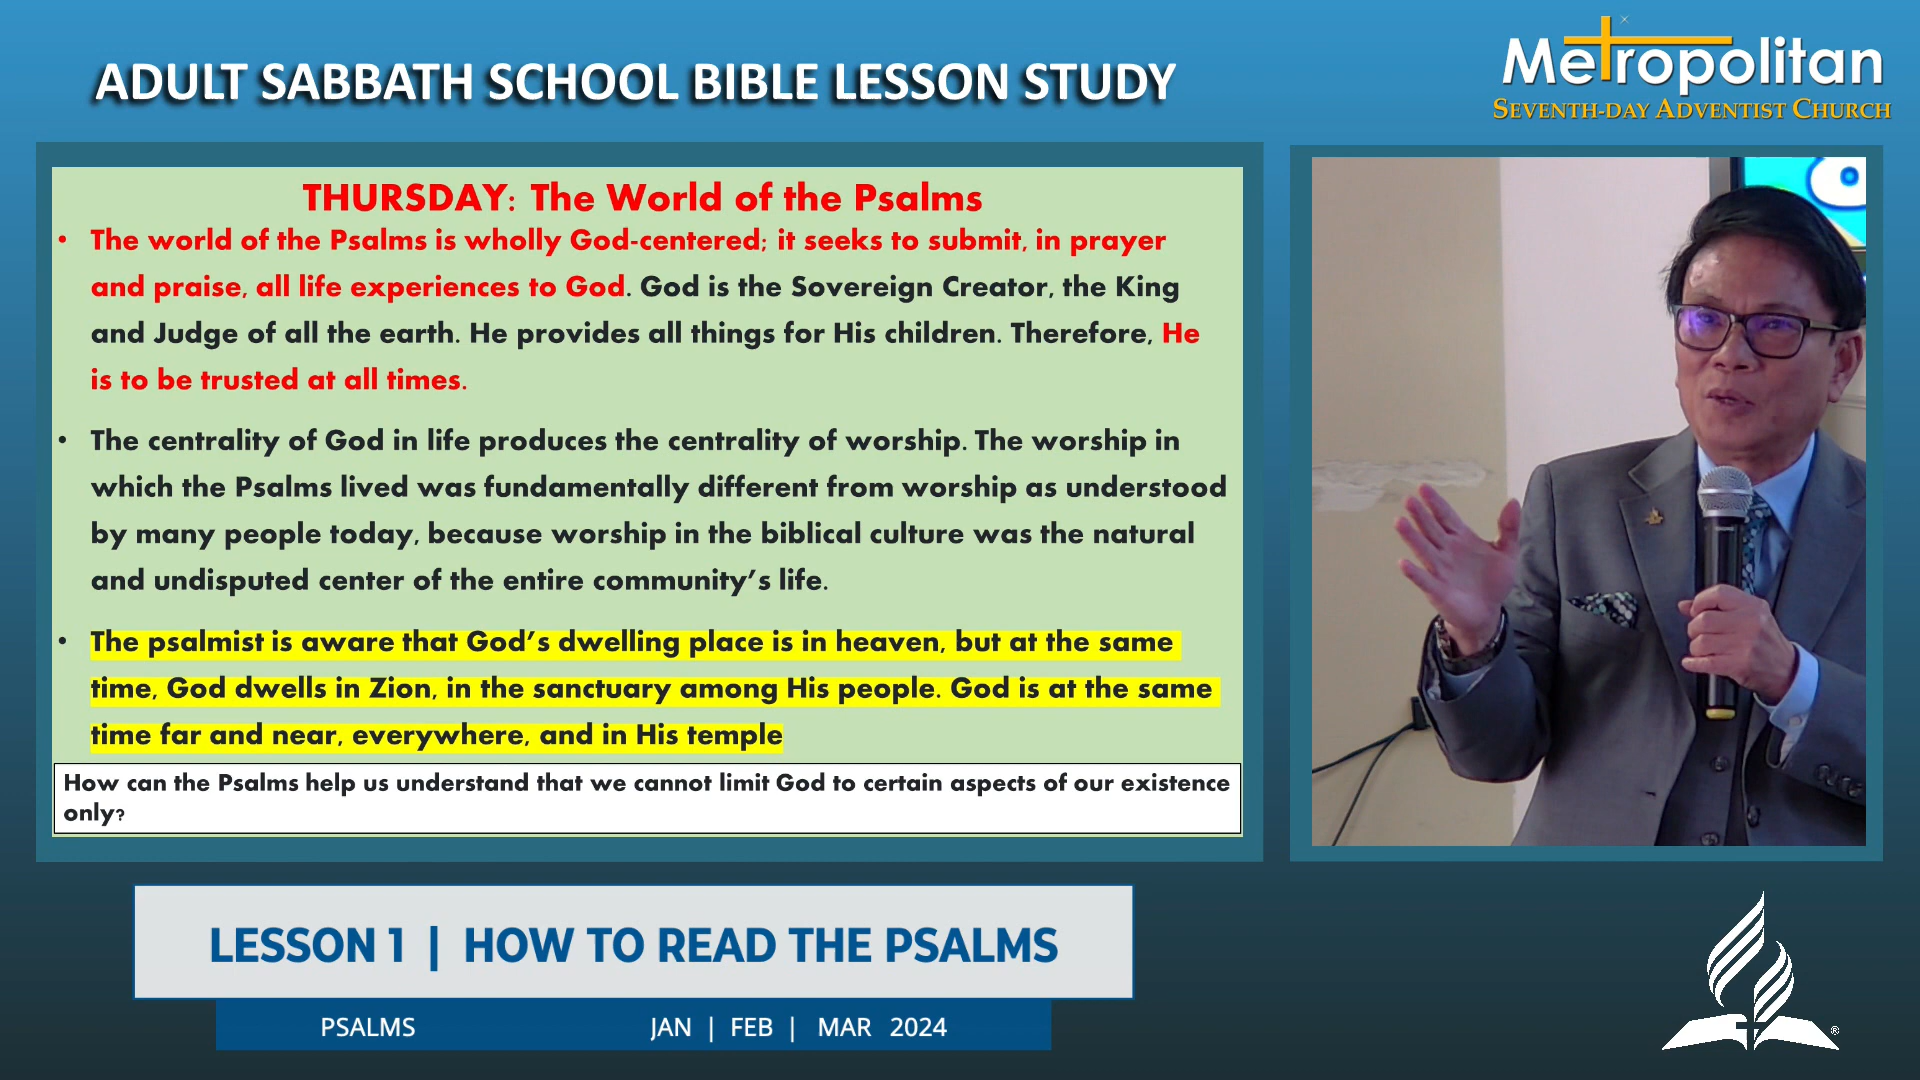 ADULT SABBATH SCHOOL BIBLE LESSON STUDY
Metropolitan
SEVENTH-DAY ADVENTIST CHURCH
THURSDAY: The World of the Psalms
• The world of the Psalms is wholly God-centered; it seeks to submit, in prayer
and praise, all life experiences to God. God is the Sovereign Creator, the King
and Judge of all the earth. He provides all things for His children. Therefore, He
is to be trusted at all times.
• The centrality of God in life produces the centrality of worship. The worship in
which the Psalms lived was fundamentally different from worship as understood
by many people today, because worship in the biblical culture was the natural
and undisputed center of the entire community’s life.
• The psalmist is aware that God’s dwelling place is in heaven, but at the same
time, God dwells in Zion, in the sanctuary among His people. God is at the same
time far and near, everywhere, and in His temple
How can the Psalms help us understand that we cannot limit God to certain aspects of our existence
only?
LESSON 1 | HOW TO READ THE PSALMS
PSALMS JAN | FEB | MAR 2024
®